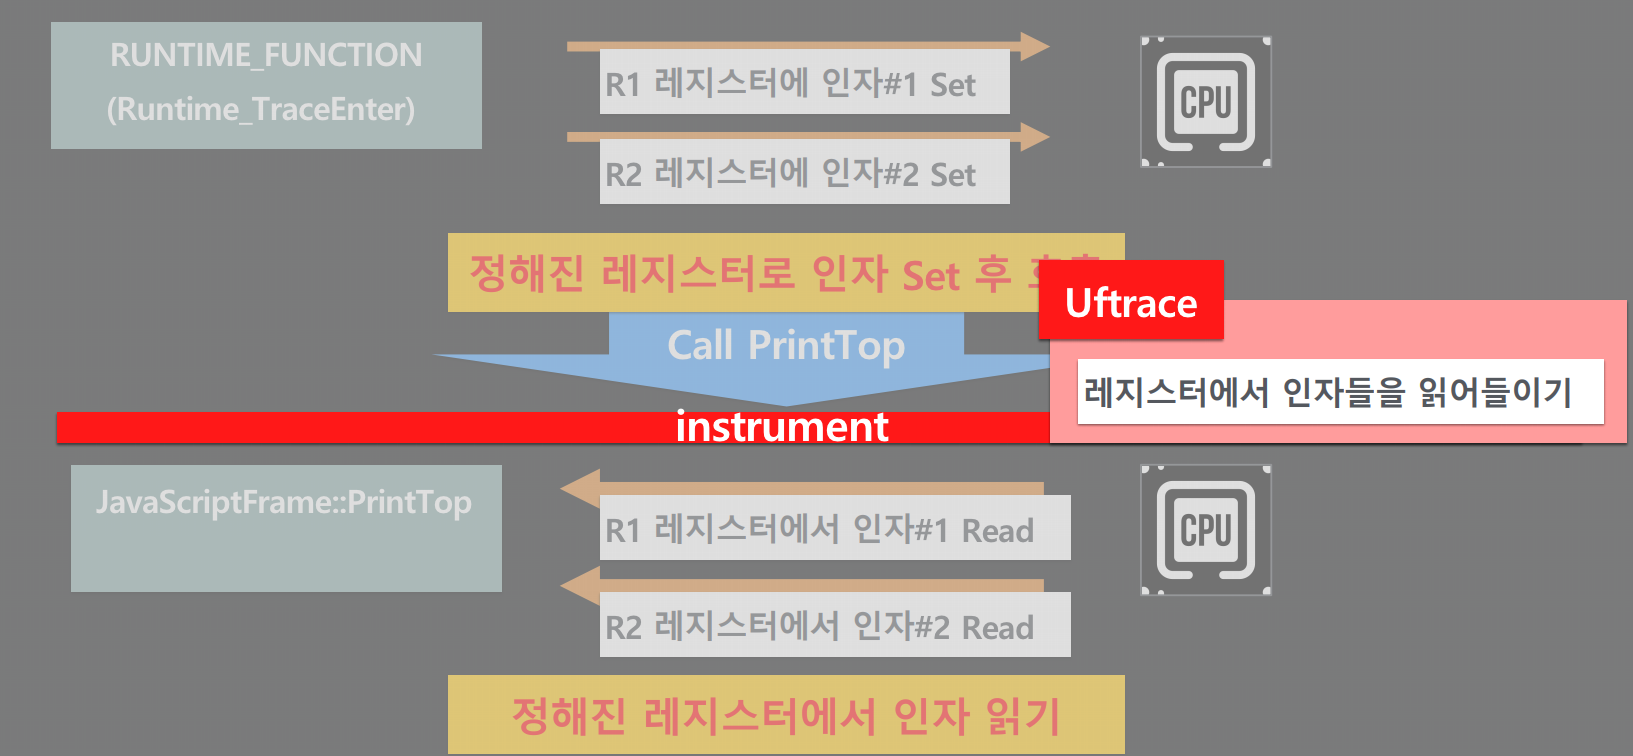 RUNTIME_FUNCTION
(Runtime_TraceEnter)
R1 레지스터에 인자#1 Set
R2 레지스터에 인자#2 Set
CPU
정해진 레지스터로 인자 Set 후
Uftrace
Call PrintTop
레지스터에서 인자들을 읽어들이기
instrument
JavaScriptFrame::PrintTop
R1 레지스터에서 인자#1 Read
R2 레지스터에서 인자#2 Read
CPU
정해진 레지스터에서 인자 읽기